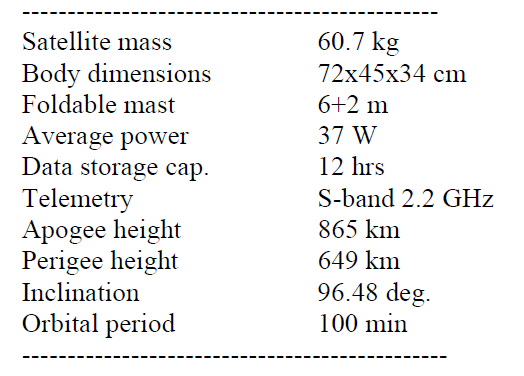 ----------------------------------------------
Satellite mass 60.7 kg
Body dimensions 72x45x34 cm
Foldable mast 6+2 m
Average power 37 W
Data storage cap. 12 hrs
Telemetry S-band 2.2 GHz
Apogee height 865 km
Perigee height 649 km
Inclination 96.48 deg.
Orbital period 100 min
-----------------------------------------------